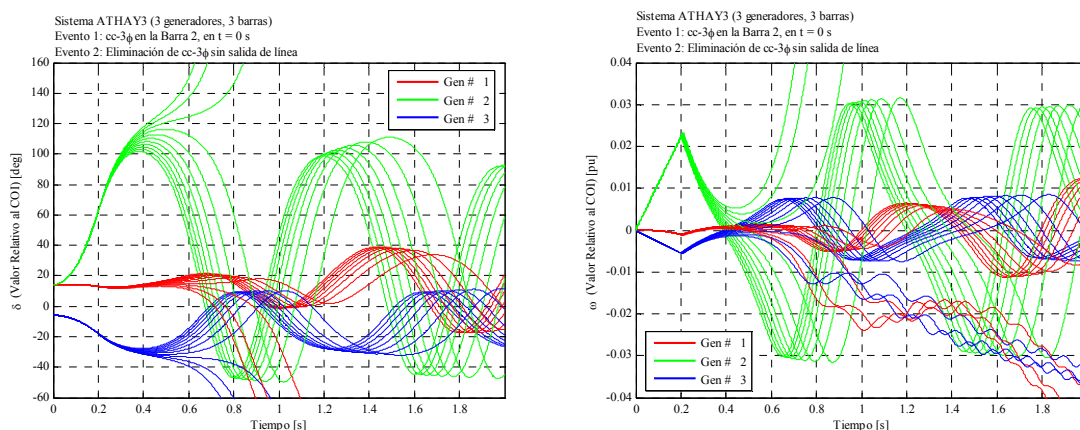 Sistema ATHAY3 (3 generadores, 3 barras)
Evento 1: cc-3ϕ en la Barra 2, en t = 0 s
Evento 2: Eliminación de cc-3ϕ sin salida de línea
160
140
120
100
80
60
40
20
0
-20
-40
-60
δ (Valor Relativo al COI) [deg]
Gen # 1
Gen # 2
Gen # 3
0 0.2 0.4 0.6 0.8 1 1.2 1.4 1.6 1.8
Tiempo [s]
Sistema ATHAY3 (3 generadores, 3 barras)
Evento 1: cc-3ϕ en la Barra 2, en t = 0 s
Evento 2: Eliminación de cc-3ϕ sin salida de línea
0.04
0.03
0.02
0.01
0
-0.01
-0.02
-0.03
-0.04
ω (Valor Relativo al COI) [pu]
Gen # 1
Gen # 2
Gen # 3
0 0.2 0.4 0.6 0.8 1 1.2 1.4 1.6 1.8
Tiempo [s]